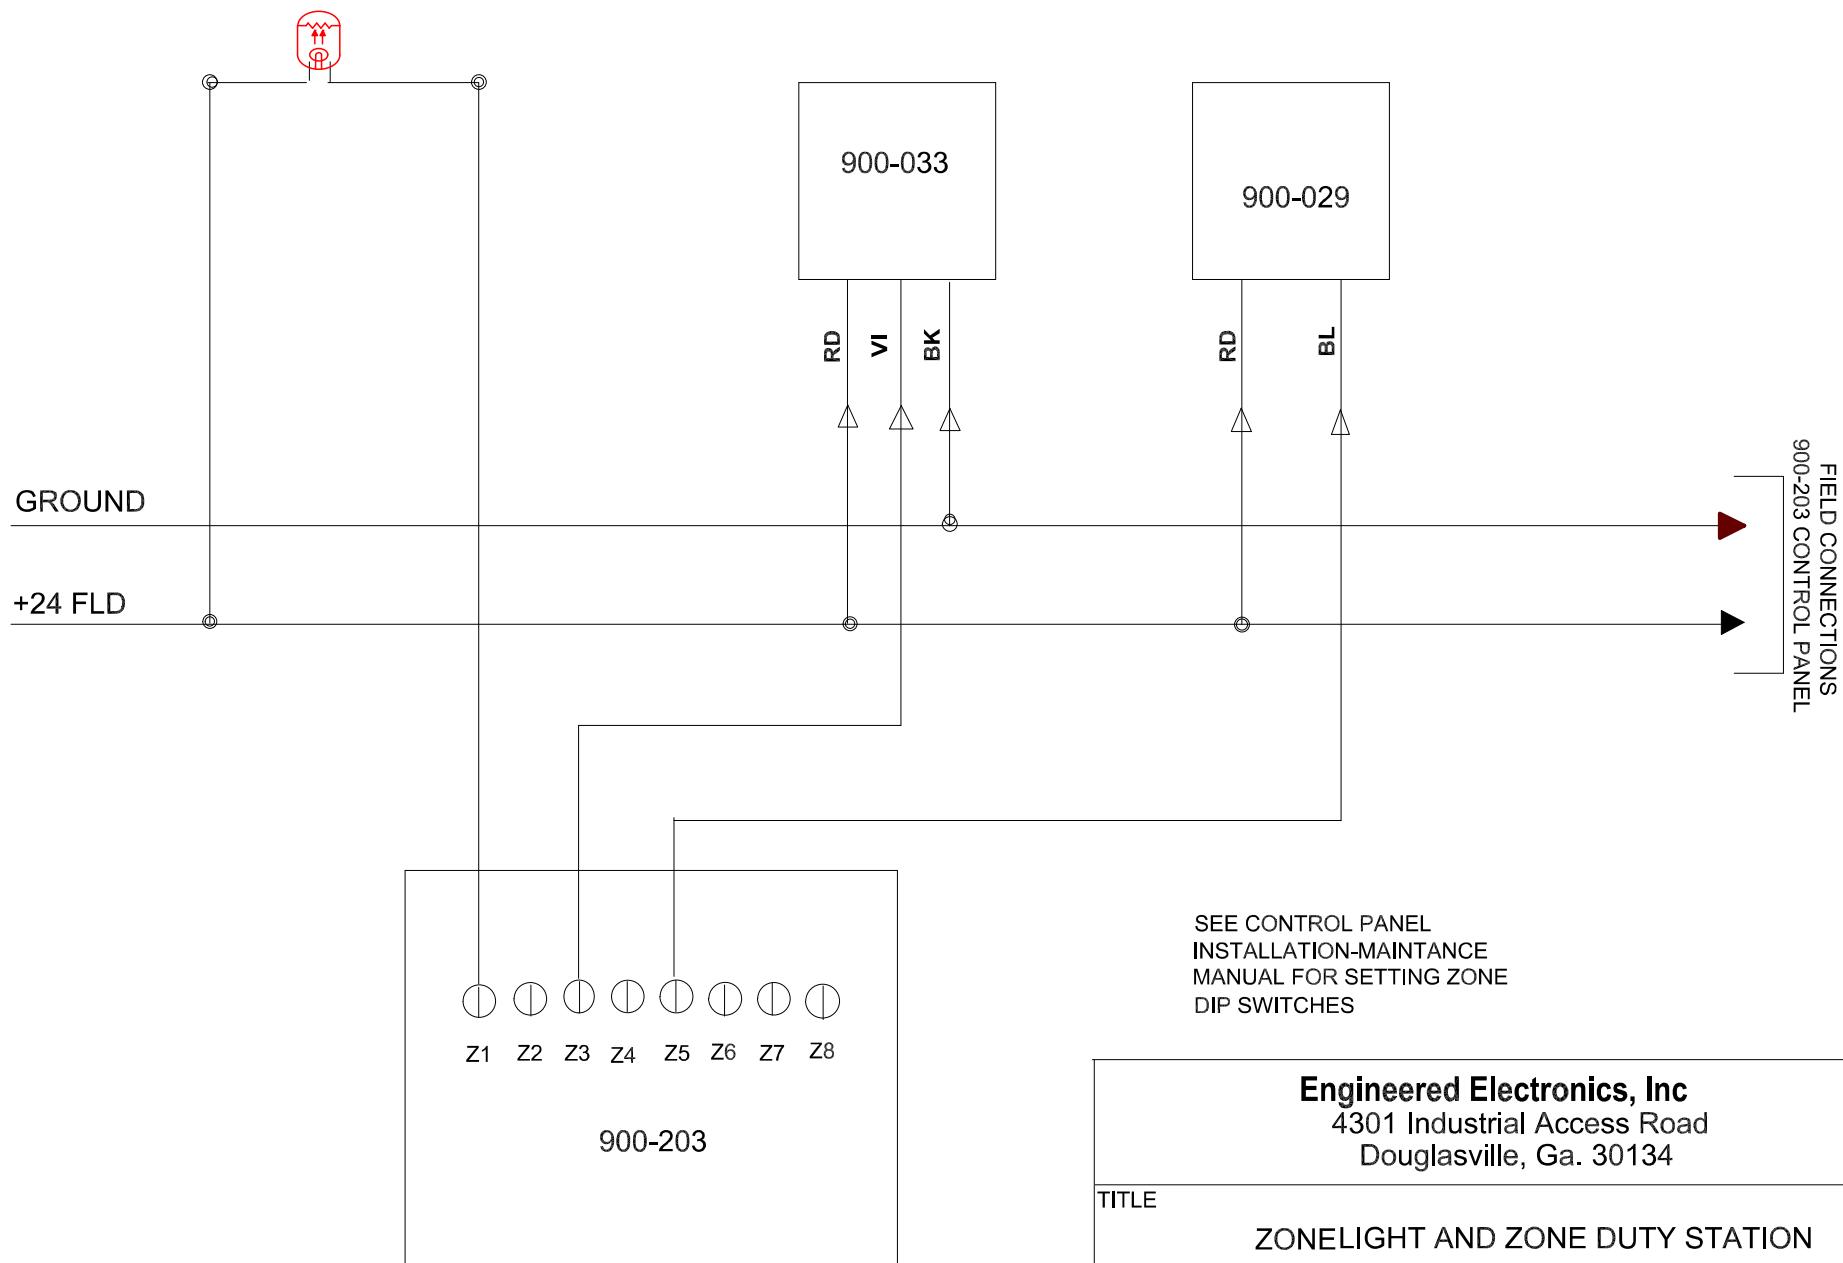 900-033
900-029
RD
VI
BK
RD
BL
GROUND
+24 FLD
FIELD CONNECTIONS
900-203 CONTROL PANEL
SEE CONTROL PANEL
INSTALLATION-MAINTANCE
MANUAL FOR SETTING ZONE
DIP SWITCHES
Z1 Z2 Z3 Z4 Z5 Z6 Z7 Z8
900-203
Engineered Electronics, Inc
4301 Industrial Access Road
Douglasville, Ga. 30134
TITLE
ZONELIGHT AND ZONE DUTY STATION